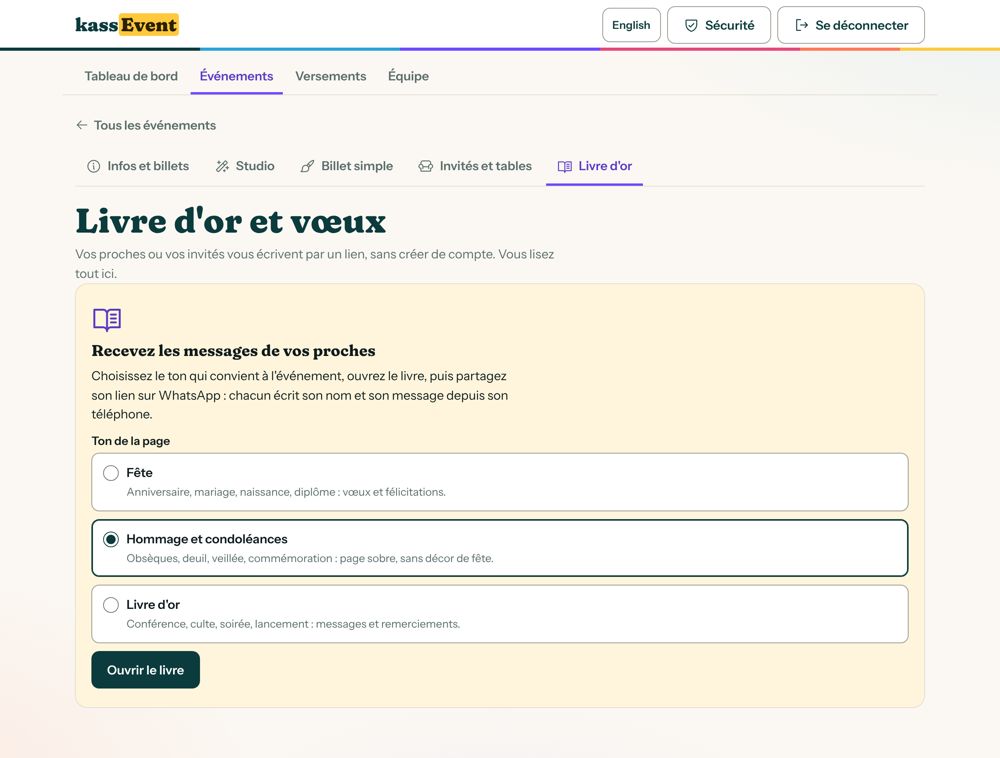 kassEvent
English
Sécurité
Se déconnecter
Tableau de bord
Événements
Versements
Équipe
Tous les événements
Infos et billets
Studio
Billet simple
Invités et tables
Livre d'or
Livre d'or et vœux
Vos proches ou vos invités vous écrivent par un lien, sans créer de compte. Vous lisez
tout ici.
Recevez les messages de vos proches
Choisissez le ton qui convient à l'événement, ouvrez le livre, puis partagez
son lien sur WhatsApp : chacun écrit son nom et son message depuis son
téléphone.
Ton de la page
Fête
Anniversaire, mariage, naissance, diplôme : vœux et félicitations.
Hommage et condoléances
Obsèques, deuil, veillée, commémoration : page sobre, sans décor de fête.
Livre d'or
Conférence, culte, soirée, lancement : messages et remerciements.
Ouvrir le livre